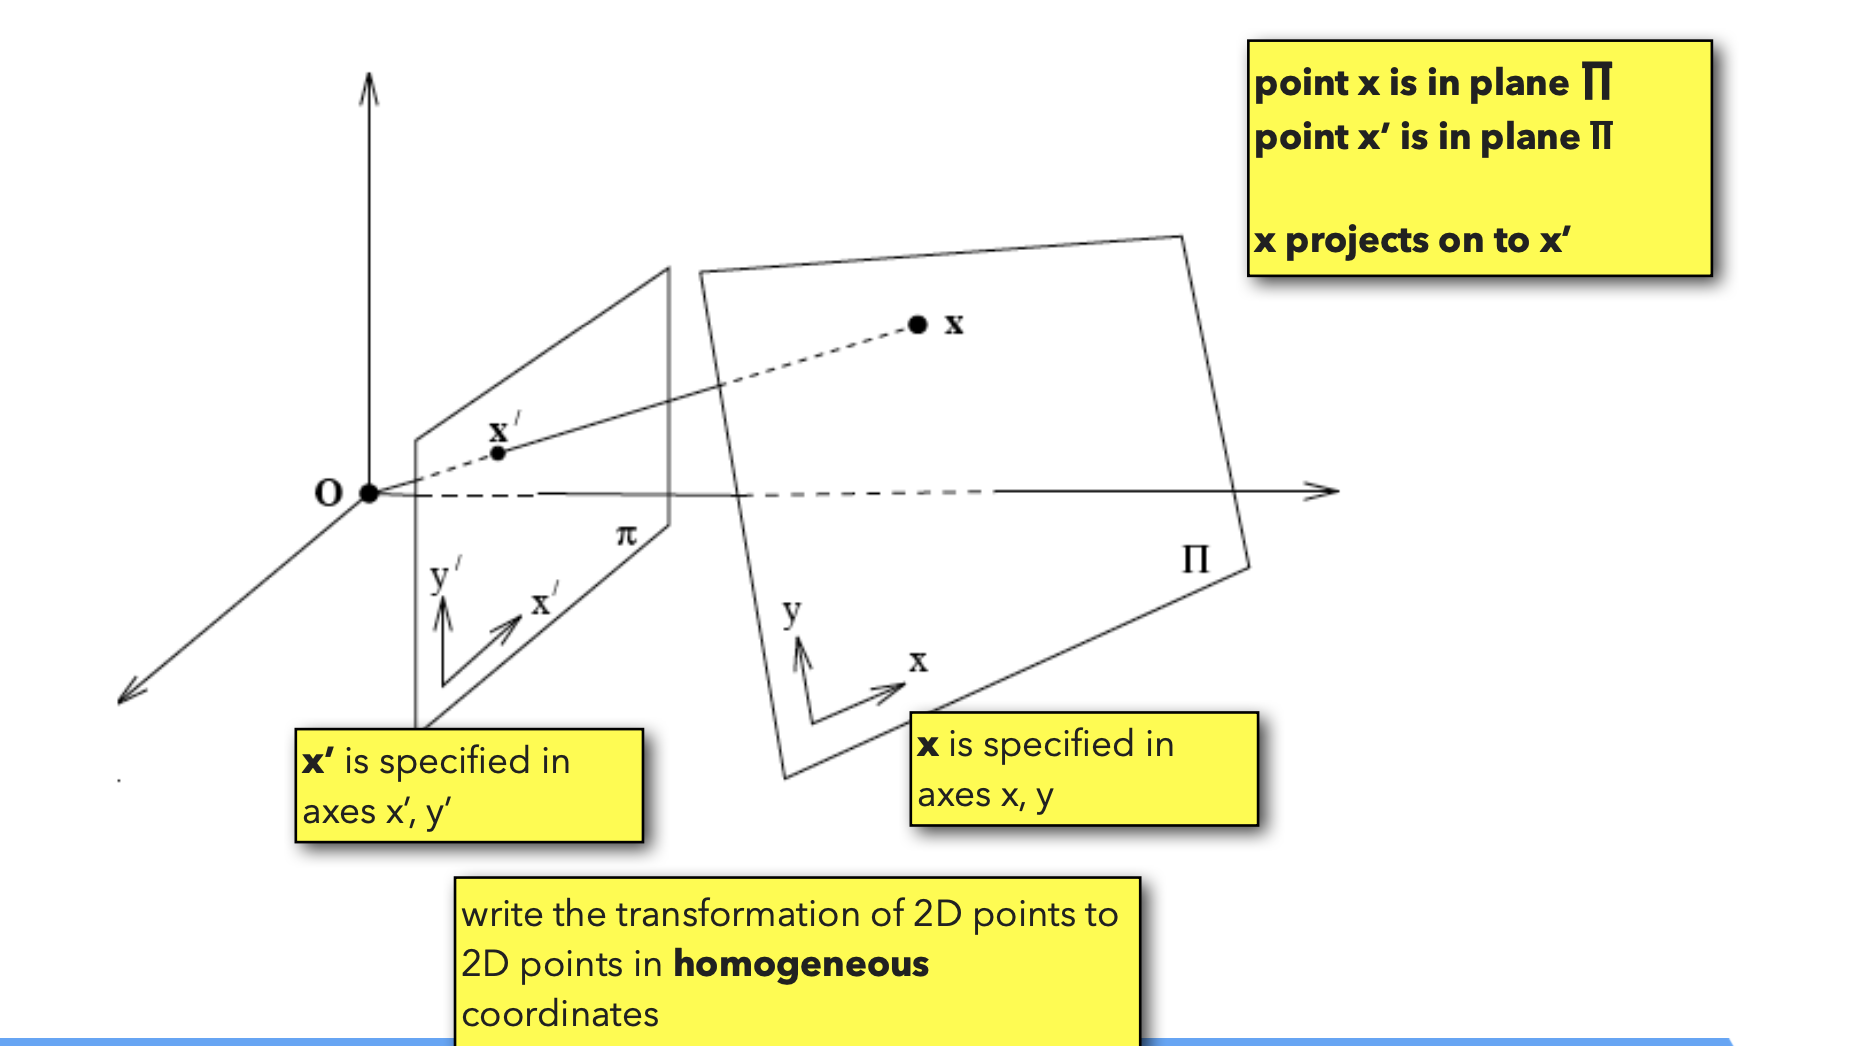 point x is in plane Π
point x′ is in plane π
x projects on to x′
x
x′
O
π
Π
y′
x′
y
x
x′ is specified in
axes x′, y′
x is specified in
axes x, y
write the transformation of 2D points to
2D points in homogeneous
coordinates